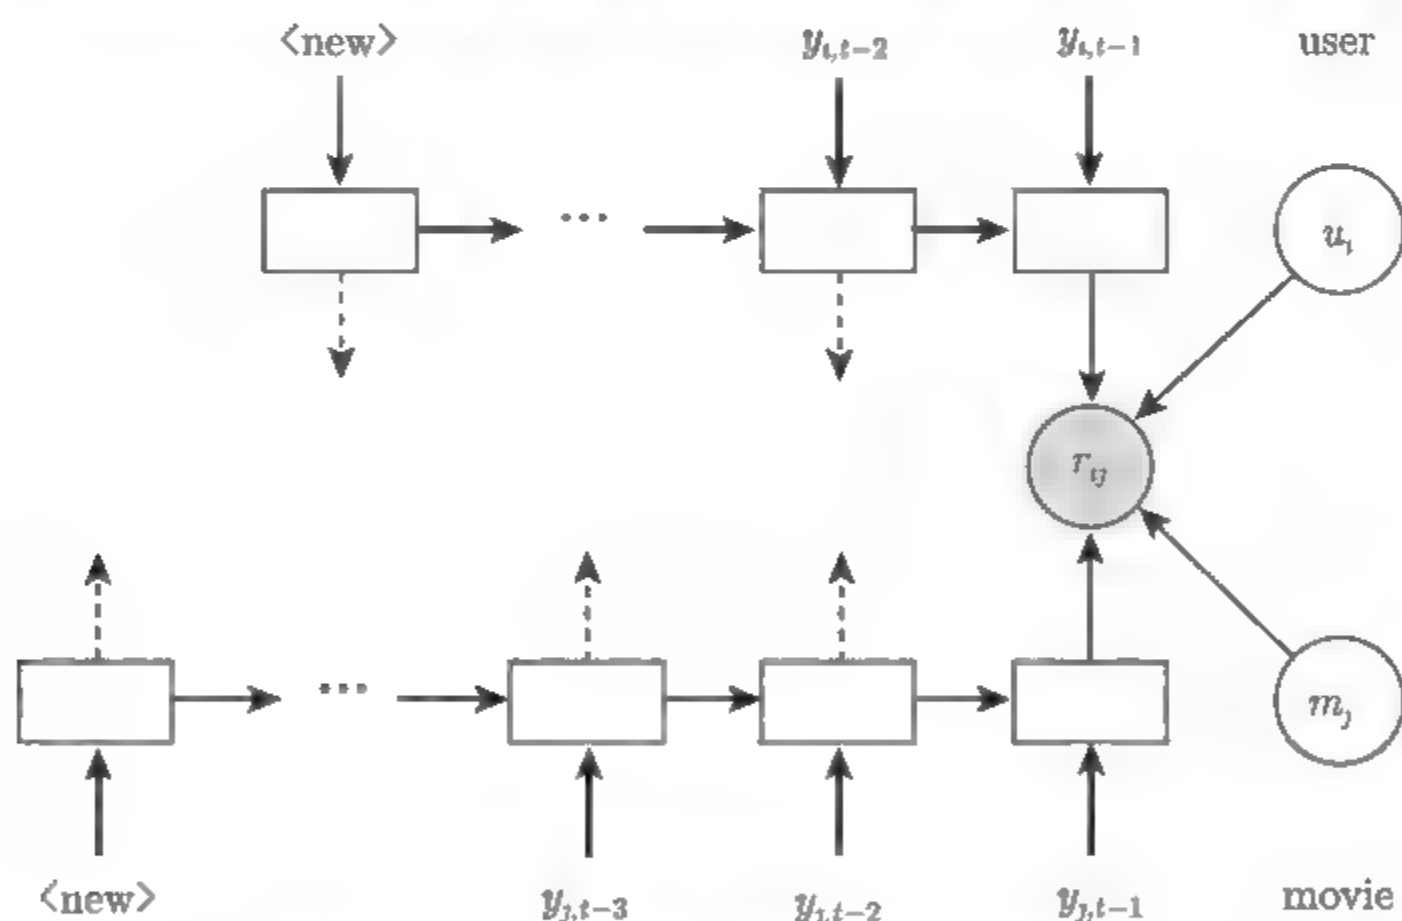 <new> y_{i,t-2} y_{i,t-1} user
... u_i
r_{ij}
... m_j
<new> y_{j,t-3} y_{j,t-2} y_{j,t-1} movie